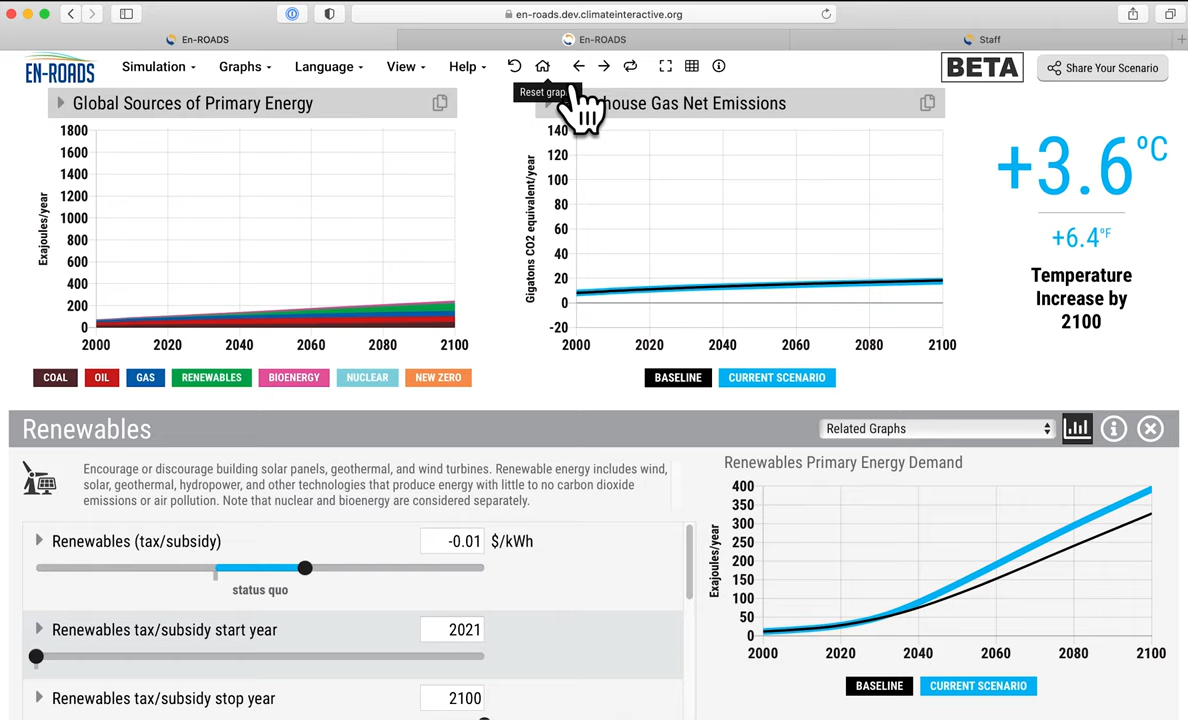 en-roads.dev.climateinteractive.org
En-ROADS
En-ROADS
Staff
EN-ROADS
Simulation
Graphs
Language
View
Help
BETA
Share Your Scenario
Reset grap
Global Sources of Primary Energy
house Gas Net Emissions
1800
1600
1400
1200
1000
800
600
400
200
0
Exajoules/year
2000 2020 2040 2060 2080 2100
COAL OIL GAS RENEWABLES BIOENERGY NUCLEAR NEW ZERO
140
120
100
80
60
40
20
0
-20
Gigatons CO2 equivalent/year
2000 2020 2040 2060 2080 2100
BASELINE CURRENT SCENARIO
+3.6°C
+6.4°F
Temperature
Increase by
2100
Renewables
Related Graphs
Encourage or discourage building solar panels, geothermal, and wind turbines. Renewable energy includes wind,
solar, geothermal, hydropower, and other technologies that produce energy with little to no carbon dioxide
emissions or air pollution. Note that nuclear and bioenergy are considered separately.
Renewables (tax/subsidy) -0.01 $/kWh
status quo
Renewables tax/subsidy start year 2021
Renewables tax/subsidy stop year 2100
Renewables Primary Energy Demand
400
350
300
250
200
150
100
50
0
Exajoules/year
2000 2020 2040 2060 2080 2100
BASELINE CURRENT SCENARIO